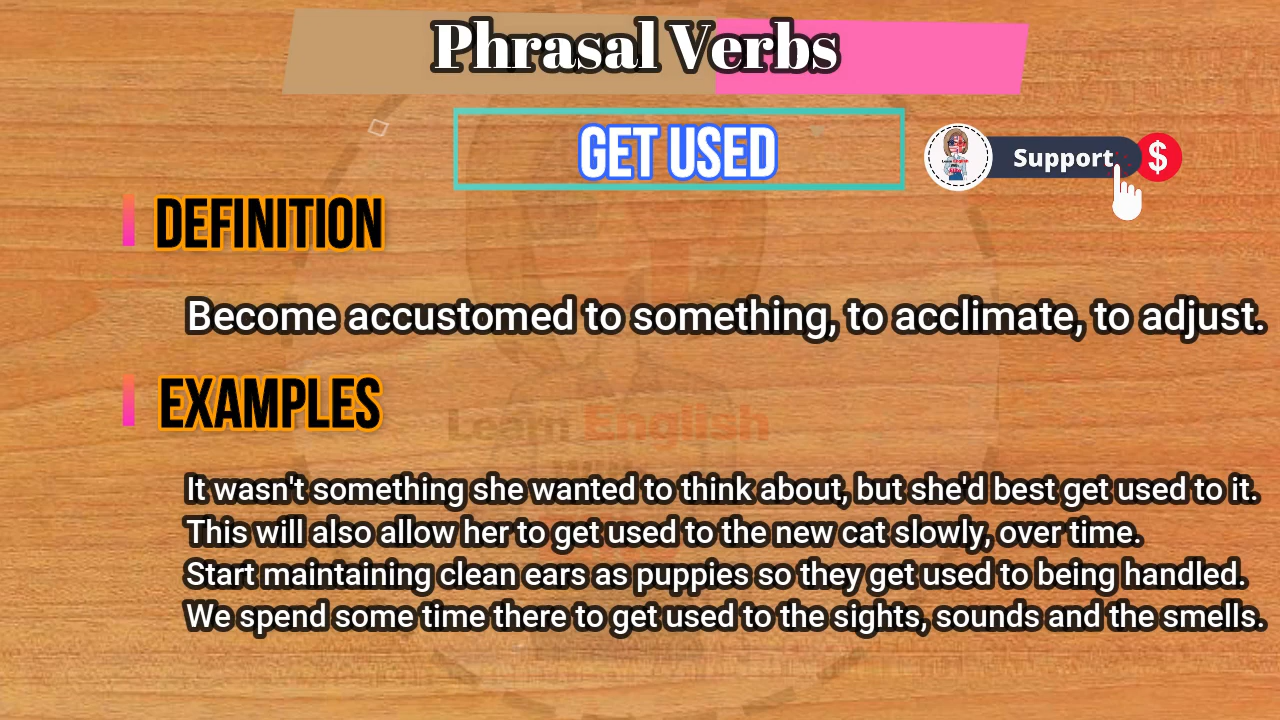 Phrasal Verbs
GET USED
Support
$
DEFINITION
Become accustomed to something, to acclimate, to adjust.
EXAMPLES
Learn English
It wasn't something she wanted to think about, but she'd best get used to it.
This will also allow her to get used to the new cat slowly, over time.
Start maintaining clean ears as puppies so they get used to being handled.
We spend some time there to get used to the sights, sounds and the smells.